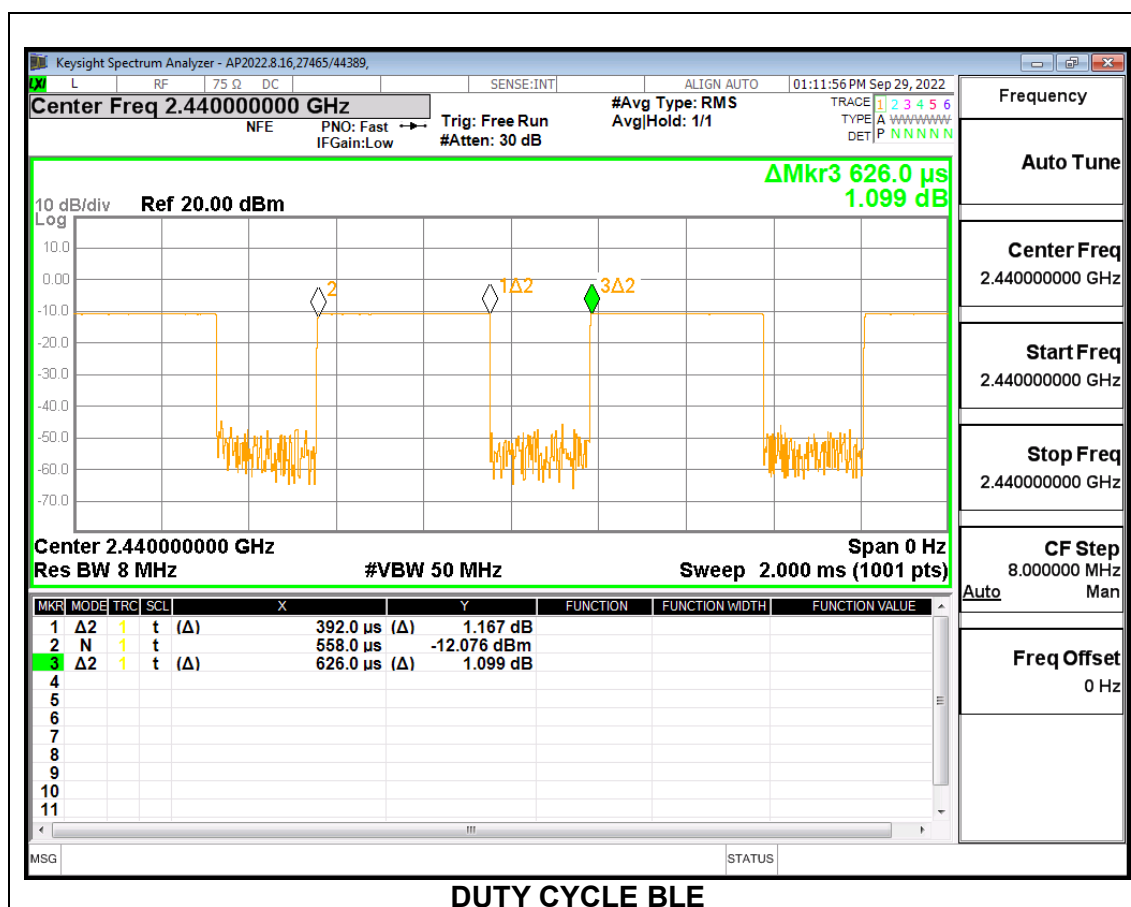 Keysight Spectrum Analyzer - AP2022.8.16,27465/44389,
LXI L RF 75 Ω DC SENSE:INT ALIGN AUTO 01:11:56 PM Sep 29, 2022
Center Freq 2.440000000 GHz
NFE
PNO: Fast
IFGain:Low
Trig: Free Run
#Atten: 30 dB
#Avg Type: RMS
Avg|Hold: 1/1
TRACE 1 2 3 4 5 6
TYPE A WWWWW
DET P N N N N N
ΔMkr3 626.0 µs
1.099 dB
10 dB/div Ref 20.00 dBm
Log
10.0
0.00
-10.0
-20.0
-30.0
-40.0
-50.0
-60.0
-70.0
2
1Δ2
3Δ2
Center 2.440000000 GHz Span 0 Hz
Res BW 8 MHz #VBW 50 MHz Sweep 2.000 ms (1001 pts)
MKR MODE TRC SCL X Y FUNCTION FUNCTION WIDTH FUNCTION VALUE
1 Δ2 1 t (Δ) 392.0 µs (Δ) 1.167 dB
2 N 1 t 558.0 µs -12.076 dBm
3 Δ2 1 t (Δ) 626.0 µs (Δ) 1.099 dB
4
5
6
7
8
9
10
11
MSG STATUS
Frequency
Auto Tune
Center Freq
2.440000000 GHz
Start Freq
2.440000000 GHz
Stop Freq
2.440000000 GHz
CF Step
8.000000 MHz
Auto Man
Freq Offset
0 Hz
DUTY CYCLE BLE